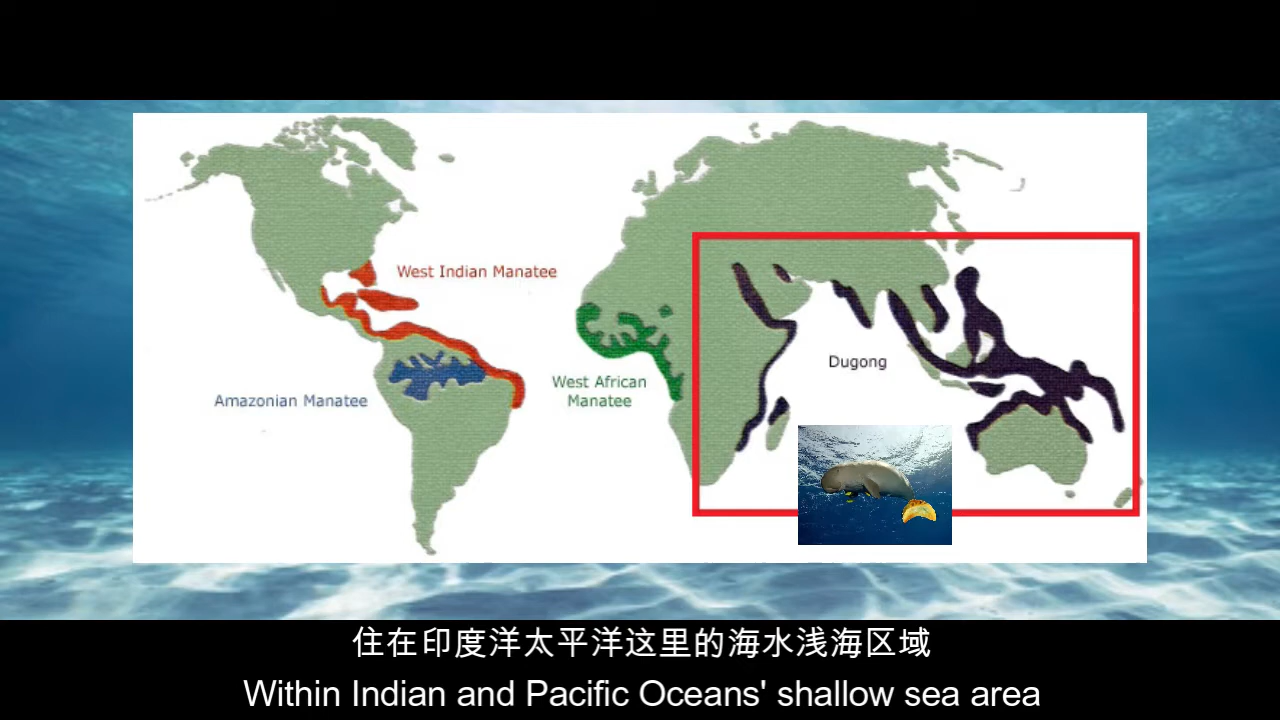 West Indian Manatee
Amazonian Manatee
West African
Manatee
Dugong
住在印度洋太平洋这里的海水浅海区域
Within Indian and Pacific Oceans' shallow sea area